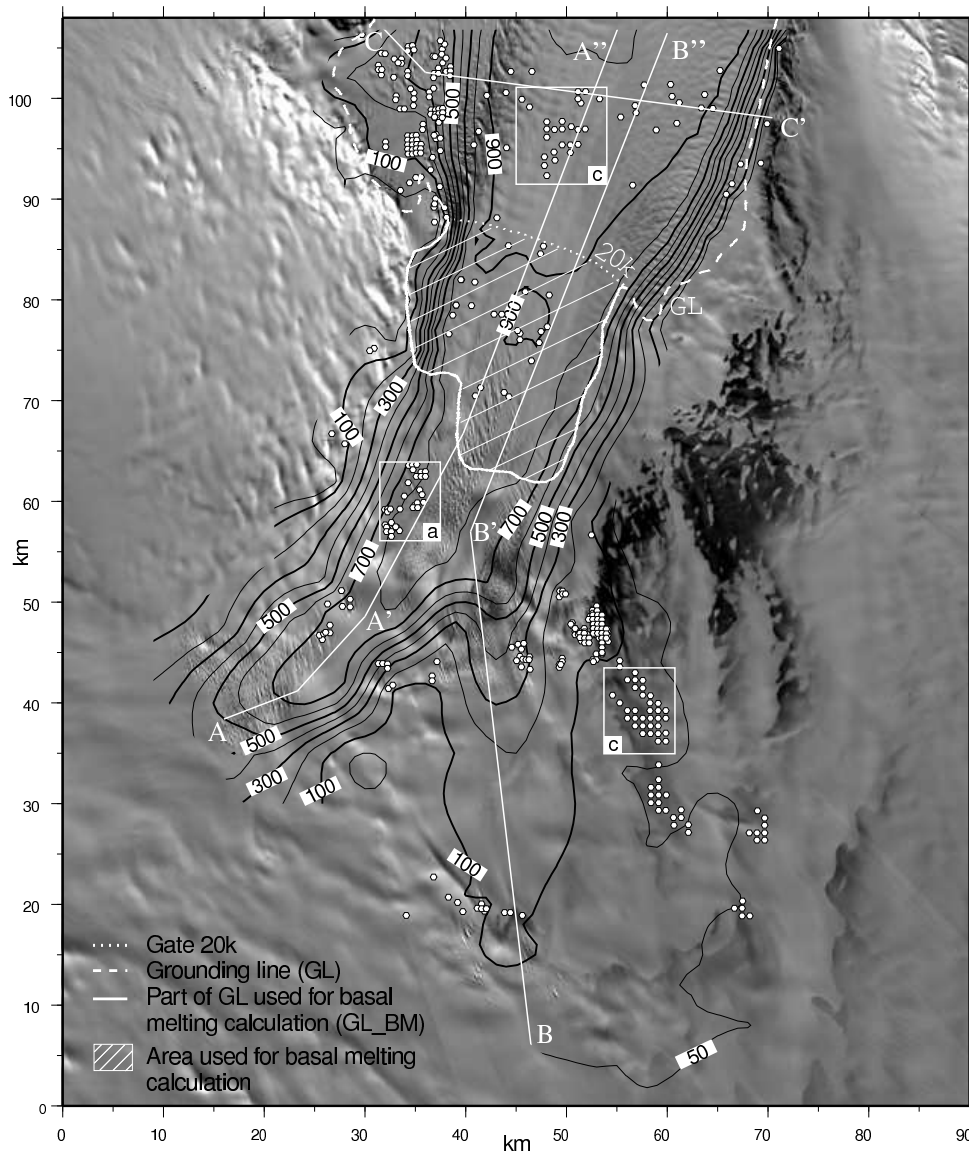 C
A’’
B’’
100
500
C’
100
900
c
90
20k
80
GL
900
km
70
300
100
60
a
B’
700
500
300
700
50
500
A’
40
A
500
c
300
100
30
100
20
Gate 20k
Grounding line (GL)
Part of GL used for basal
melting calculation (GL_BM)
Area used for basal melting
calculation
10
B
50
0
0 10 20 30 40 50 60 70 80 90
km